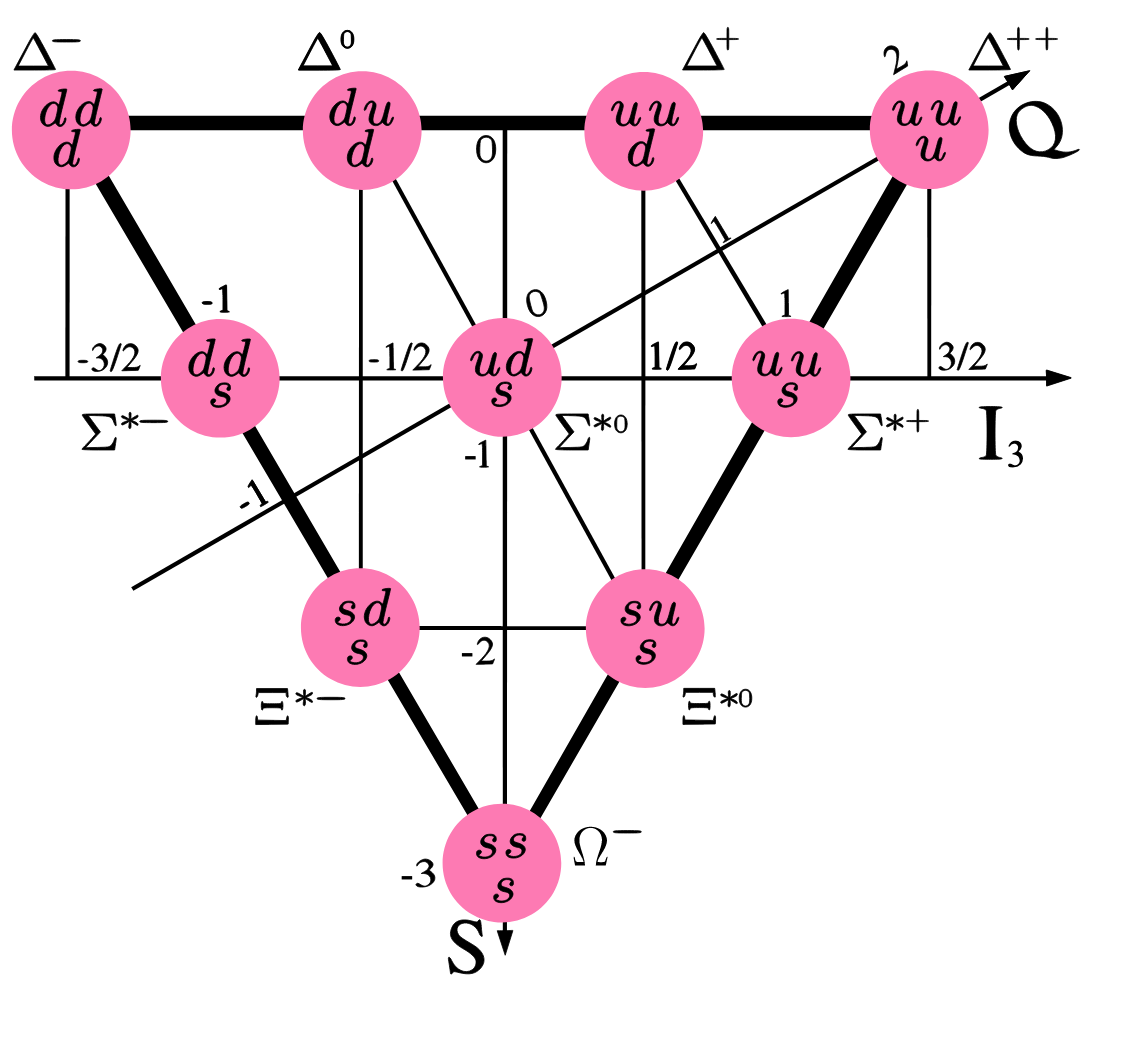 Δ⁻ Δ⁰ Δ⁺ 2 Δ⁺⁺
d d d u u u u u Q
d d d u
0
1
-1 0 1
-3/2 d d -1/2 u d 1/2 u u 3/2
s s s
Σ*⁻ Σ*⁰ Σ*⁺ I₃
-1
-1
s d s u
s s
-2
Ξ*⁻ Ξ*⁰
s s Ω⁻
-3 s
S